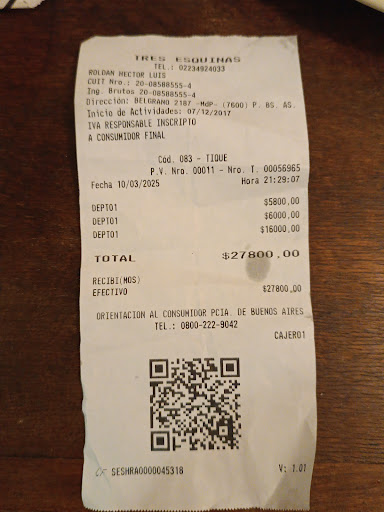 TRES ESQUINAS
TEL.: 02234924033
ROLDAN HECTOR LUIS
CUIT Nro.: 20-08588555-4
Ing. Brutos 20-08588555-4
Dirección: BELGRANO 2187 -MdP- (7600) P. BS. AS.
Inicio de Actividades: 07/12/2017
IVA RESPONSABLE INSCRIPTO
A CONSUMIDOR FINAL
Cod. 083 - TIQUE
P.V. Nro. 00011 - Nro. T. 00056965
Fecha 10/03/2025 Hora 21:29:07
DEPTO1 $5800,00
DEPTO1 $6000,00
DEPTO1 $16000,00
TOTAL $27800,00
RECIBI(MOS)
EFECTIVO $27800,00
ORIENTACION AL CONSUMIDOR PCIA. DE BUENOS AIRES
TEL.: 0800-222-9042
CAJERO1
CF SESHRA0000045318 V: 1.01